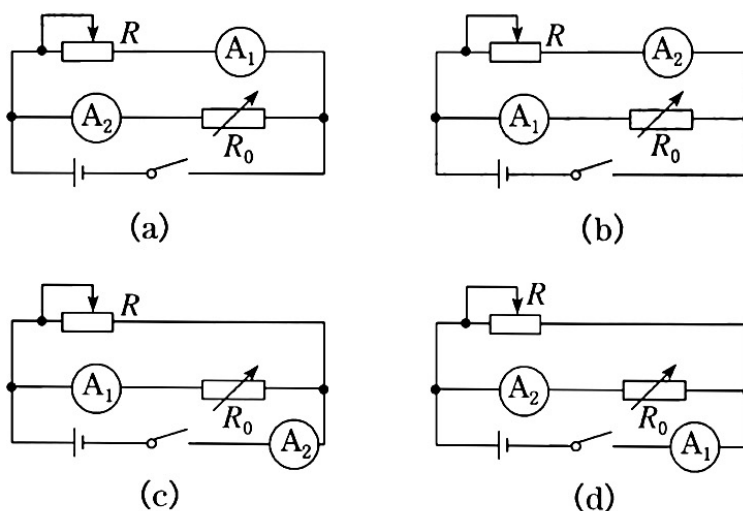 R A₁
A₂ R₀
(a)
R A₂
A₁ R₀
(b)
R
A₁ R₀ A₂
(c)
R
A₂ R₀ A₁
(d)